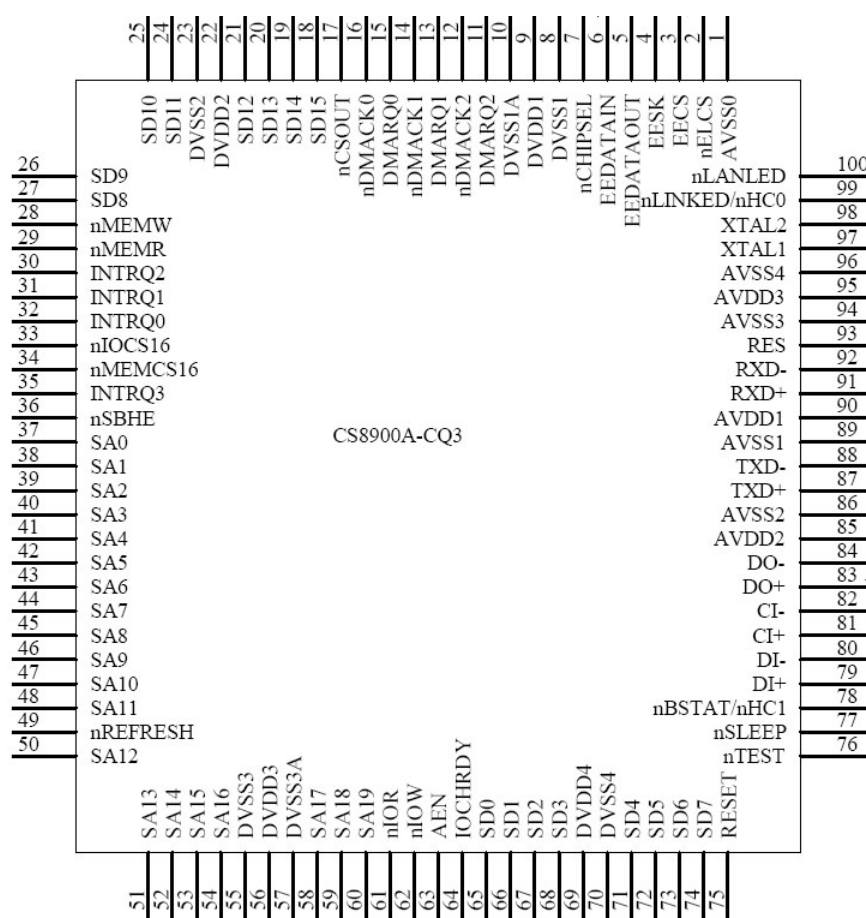 25 24 23 22 21 20 19 18 17 16 15 14 13 12 11 10 9 8 7 6 5 4 3 2 1
SD10 SD11 DVSS2 DVDD2 SD12 SD13 SD14 SD15 nCSOUT nDMACK0 DMARQ0 nDMACK1 DMARQ1 nDMACK2 DMARQ2 DVSS1A DVDD1 DVSS1 nCHIPSEL EEDATAIN EEDATAOUT EESK EECS nELCS AVSS0
26 SD9 nLANLED 100
27 SD8 nLINKED/nHC0 99
28 nMEMW XTAL2 98
29 nMEMR XTAL1 97
30 INTRQ2 AVSS4 96
31 INTRQ1 AVDD3 95
32 INTRQ0 AVSS3 94
33 nIOCS16 RES 93
34 nMEMCS16 RXD- 92
35 INTRQ3 RXD+ 91
36 nSBHE AVDD1 90
37 SA0 CS8900A-CQ3 AVSS1 89
38 SA1 TXD- 88
39 SA2 TXD+ 87
40 SA3 AVSS2 86
41 SA4 AVDD2 85
42 SA5 DO- 84
43 SA6 DO+ 83
44 SA7 CI- 82
45 SA8 CI+ 81
46 SA9 DI- 80
47 SA10 DI+ 79
48 SA11 nBSTAT/nHC1 78
49 nREFRESH nSLEEP 77
50 SA12 nTEST 76
SA13 SA14 SA15 SA16 DVSS3 DVDD3 DVSS3A SA17 SA18 SA19 nIOR nIOW AEN IOCHRDY SD0 SD1 SD2 SD3 DVDD4 DVSS4 SD4 SD5 SD6 SD7 RESET
51 52 53 54 55 56 57 58 59 60 61 62 63 64 65 66 67 68 69 70 71 72 73 74 75